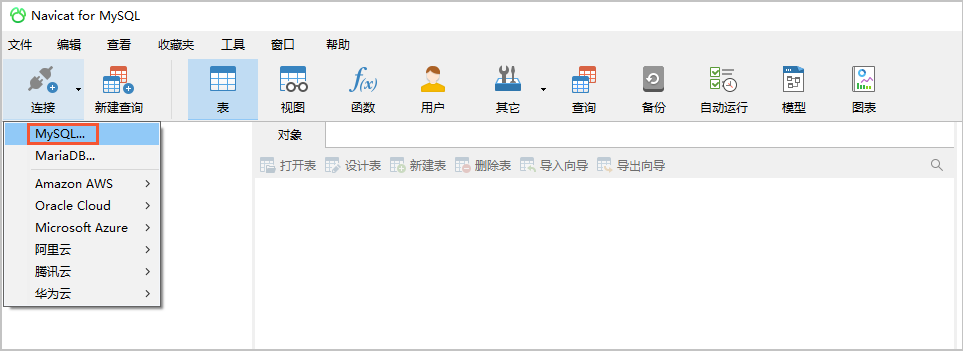 Navicat for MySQL
文件 编辑 查看 收藏夹 工具 窗口 帮助
f(x)
连接 新建查询 表 视图 函数 用户 其它 查询 备份 自动运行 模型 图表
MySQL...
MariaDB...
Amazon AWS
Oracle Cloud
Microsoft Azure
阿里云
腾讯云
华为云
对象
打开表 设计表 新建表 删除表 导入向导 导出向导